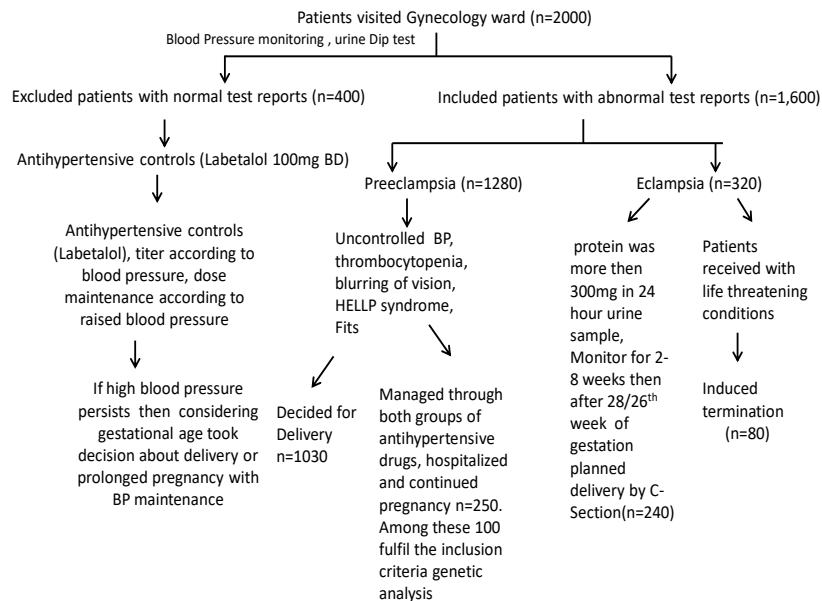 Patients visited Gynecology ward (n=2000)
Blood Pressure monitoring , urine Dip test
Excluded patients with normal test reports (n=400)
Included patients with abnormal test reports (n=1,600)
Antihypertensive controls (Labetalol 100mg BD)
Preeclampsia (n=1280)
Eclampsia (n=320)
Antihypertensive controls
(Labetalol), titer according to
blood pressure, dose
maintenance according to
raised blood pressure
Uncontrolled BP,
thrombocytopenia,
blurring of vision,
HELLP syndrome,
Fits
protein was
more then
300mg in 24
hour urine
sample,
Monitor for 2-
8 weeks then
after 28/26th
week of
gestation
planned
delivery by C-
Section(n=240)
Patients
received with
life threatening
conditions
If high blood pressure
persists then considering
gestational age took
decision about delivery or
prolonged pregnancy with
BP maintenance
Decided for
Delivery
n=1030
Managed through
both groups of
antihypertensive
drugs, hospitalized
and continued
pregnancy n=250.
Among these 100
fulfil the inclusion
criteria genetic
analysis
Induced
termination
(n=80)